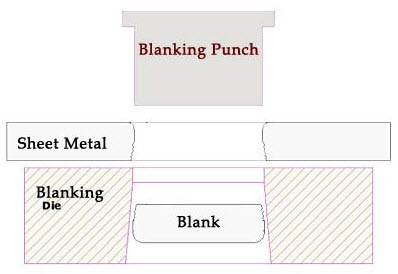 Blanking Punch
Sheet Metal
Blanking
Die
Blank